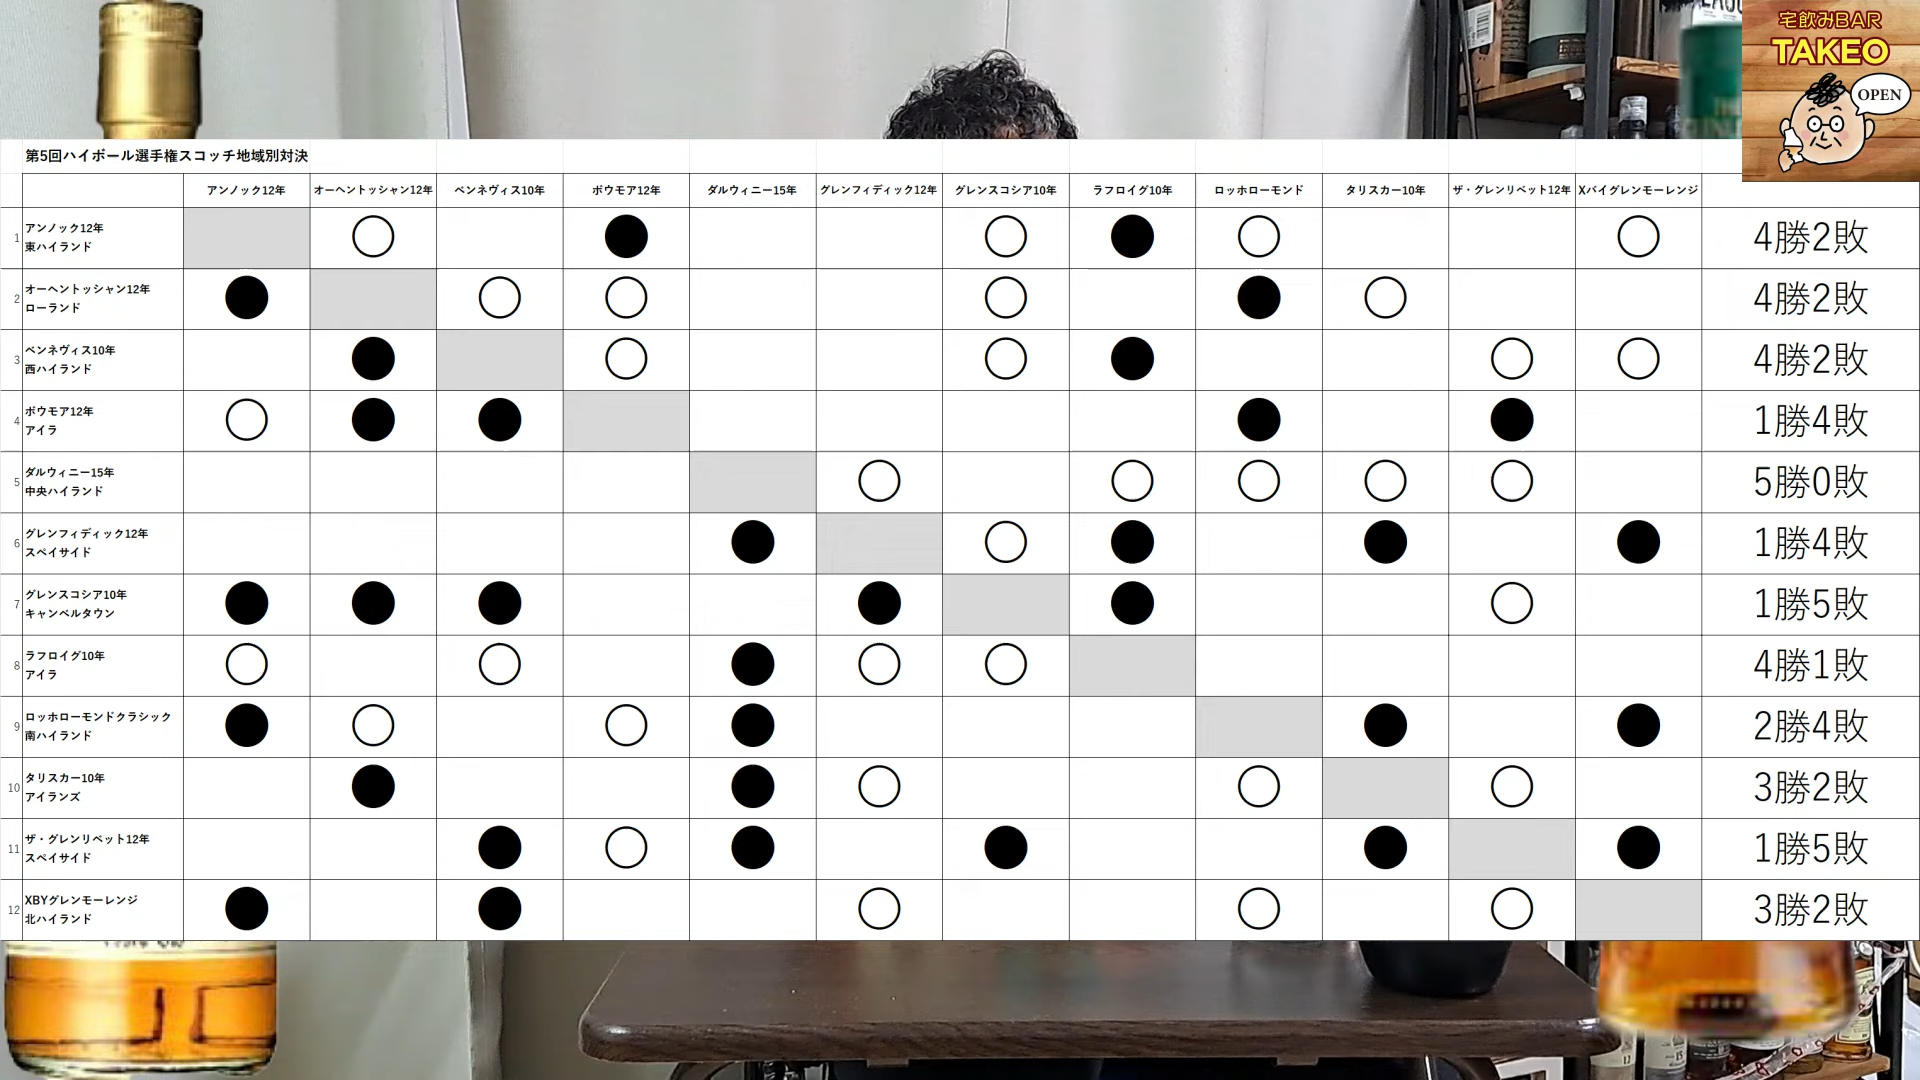 宅飲みBAR
TAKEO
OPEN
第5回ハイボール選手権スコッチ地域別対決
アンノック12年 オーヘントッシャン12年 ベンネヴィス10年 ボウモア12年 ダルウィニー15年 グレンフィディック12年 グレンスコシア10年 ラフロイグ10年 ロッホローモンド タリスカー10年 ザ・グレンリベット12年 Xバイグレンモーレンジ
1 アンノック12年 ○ ● ○ ● ○ ○ 4勝2敗
東ハイランド
2 オーヘントッシャン12年 ● ○ ○ ○ ● ○ 4勝2敗
ローランド
3 ベンネヴィス10年 ● ○ ○ ● ○ ○ 4勝2敗
西ハイランド
4 ボウモア12年 ○ ● ● ● ● 1勝4敗
アイラ
5 ダルウィニー15年 ○ ○ ○ ○ ○ 5勝0敗
中央ハイランド
6 グレンフィディック12年 ● ○ ● ● ● 1勝4敗
スペイサイド
7 グレンスコシア10年 ● ● ● ● ● ○ 1勝5敗
キャンベルタウン
8 ラフロイグ10年 ○ ○ ● ○ ○ 4勝1敗
アイラ
9 ロッホローモンドクラシック ● ○ ○ ● ● ● 2勝4敗
南ハイランド
10 タリスカー10年 ● ● ○ ○ ○ 3勝2敗
アイランズ
11 ザ・グレンリベット12年 ● ○ ● ● ● ● 1勝5敗
スペイサイド
12 XBYグレンモーレンジ ● ● ○ ○ ○ 3勝2敗
北ハイランド